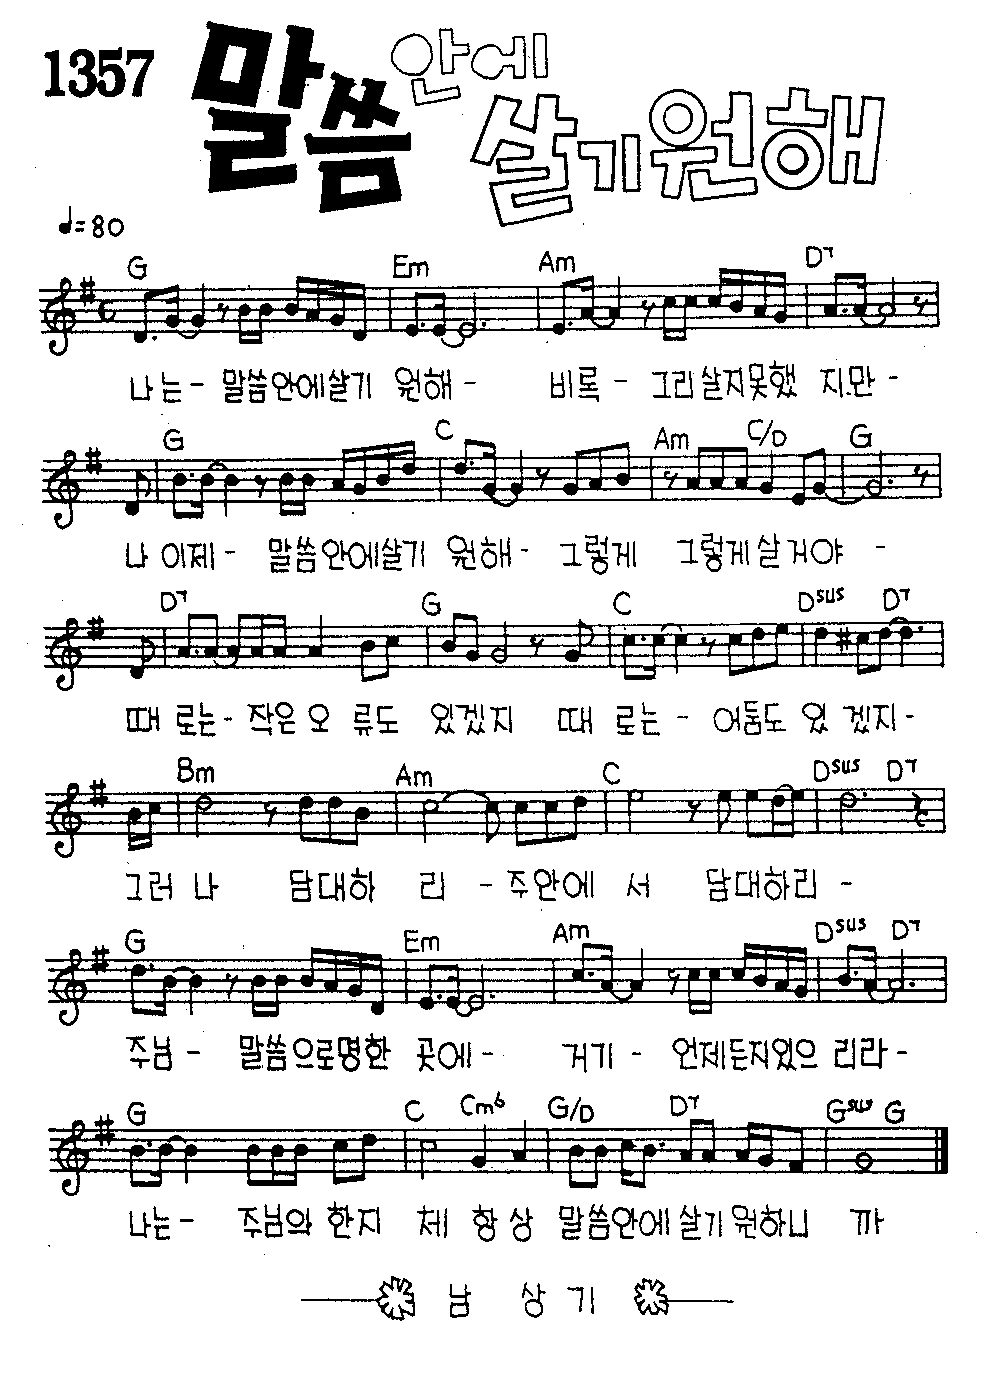 1357 말씀 안에 살기원해
♩=80
G Em Am D7
나는- 말씀안에살기 원해- 비록- 그리살지못했 지만-
G C Am C/D G
나 이제- 말씀안에살기 원해- 그렇게 그렇게살거야 -
D7 G C Dsus D7
때 로는- 작은오 류도 있겠지 때 로는- 어둠도있 겠지-
Bm Am C Dsus D7
그러 나 담대하 리 - 주안에 서 담대하리 -
G Em Am Dsus D7
주님- 말씀으로명한 곳에- 거기- 언제든지있으 리라-
G C Cm6 G/D D7 Gsus G
나는- 주님의 한지 체 항상 말씀안에살기원하니 까
남 상기